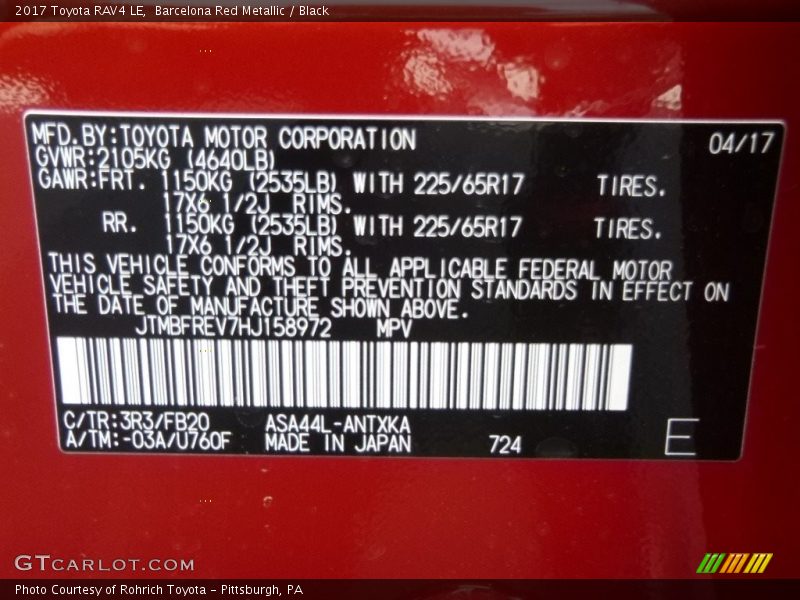 2017 Toyota RAV4 LE,  Barcelona Red Metallic / Black
MFD.BY:TOYOTA MOTOR CORPORATION 04/17
GVWR:2105KG (4640LB)
GAWR:FRT. 1150KG (2535LB) WITH 225/65R17 TIRES.
17X6 1/2J RIMS.
RR. 1150KG (2535LB) WITH 225/65R17 TIRES.
17X6 1/2J RIMS.
THIS VEHICLE CONFORMS TO ALL APPLICABLE FEDERAL MOTOR
VEHICLE SAFETY AND THEFT PREVENTION STANDARDS IN EFFECT ON
THE DATE OF MANUFACTURE SHOWN ABOVE.
JTMBFREV7HJ158972 MPV
C/TR:3R3/FB20 ASA44L-ANTXKA
A/TM:-03A/U760F MADE IN JAPAN 724 E
GTCARLOT.COM
Photo Courtesy of Rohrich Toyota - Pittsburgh, PA